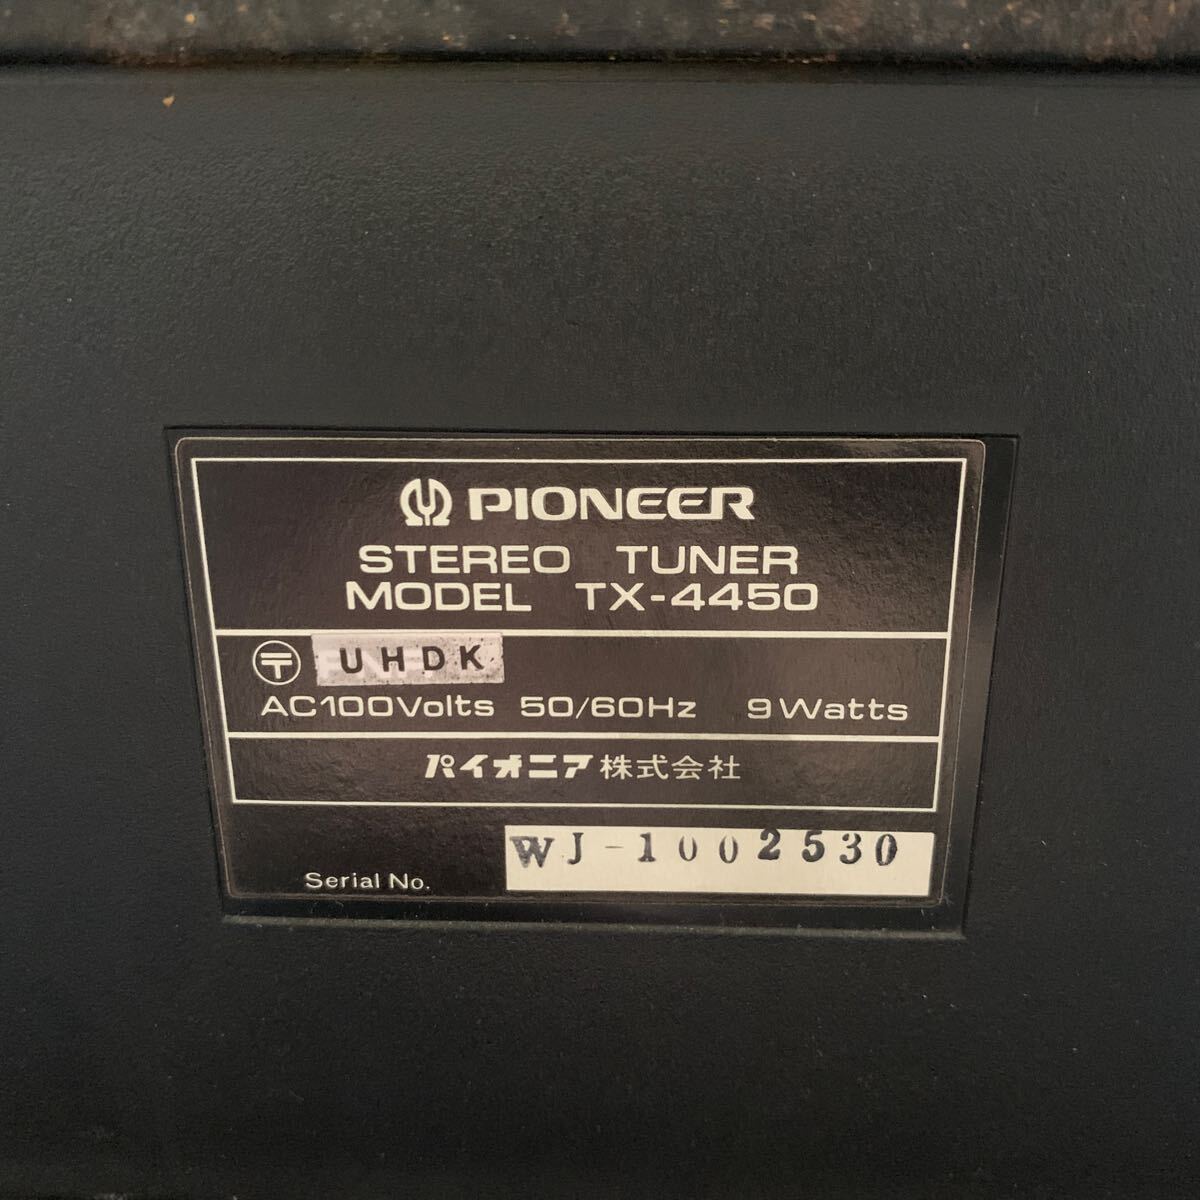 PIONEER
STEREO TUNER
MODEL TX-4450
〒 UHDK
AC100Volts 50/60Hz 9Watts
パイオニア株式会社
WJ-1002530
Serial No.